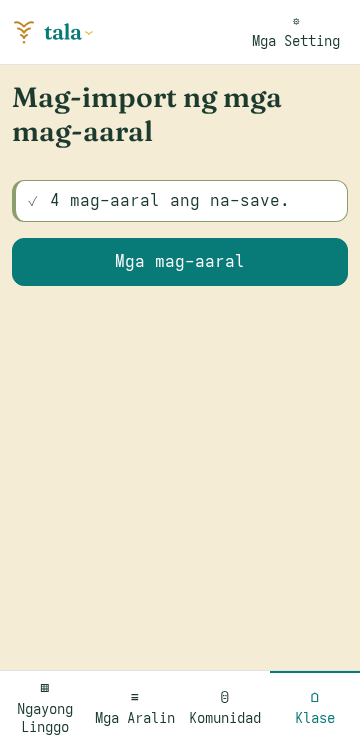 tala
Mga Setting
Mag-import ng mga
mag-aaral
✓ 4 mag-aaral ang na-save.
Mga mag-aaral
Ngayong
Linggo
Mga Aralin
Komunidad
Klase